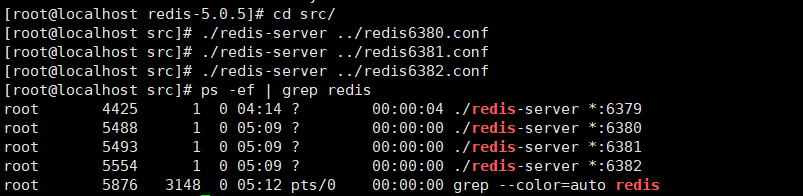 [root@localhost redis-5.0.5]# cd src/
[root@localhost src]# ./redis-server ../redis6380.conf
[root@localhost src]# ./redis-server ../redis6381.conf
[root@localhost src]# ./redis-server ../redis6382.conf
[root@localhost src]# ps -ef | grep redis
root 4425 1 0 04:14 ? 00:00:04 ./redis-server *:6379
root 5488 1 0 05:09 ? 00:00:00 ./redis-server *:6380
root 5493 1 0 05:09 ? 00:00:00 ./redis-server *:6381
root 5554 1 0 05:09 ? 00:00:00 ./redis-server *:6382
root 5876 3148 0 05:12 pts/0 00:00:00 grep --color=auto redis